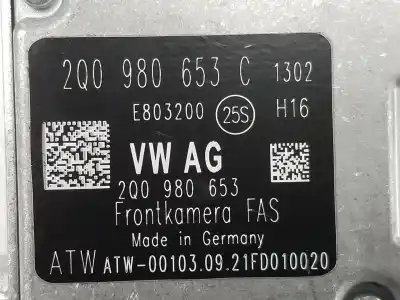 2Q0 980 653 C 1302
E803200 25S H16
VW AG
2Q0 980 653
Frontkamera FAS
Made in Germany
ATW ATW-00103.09.21FD010020